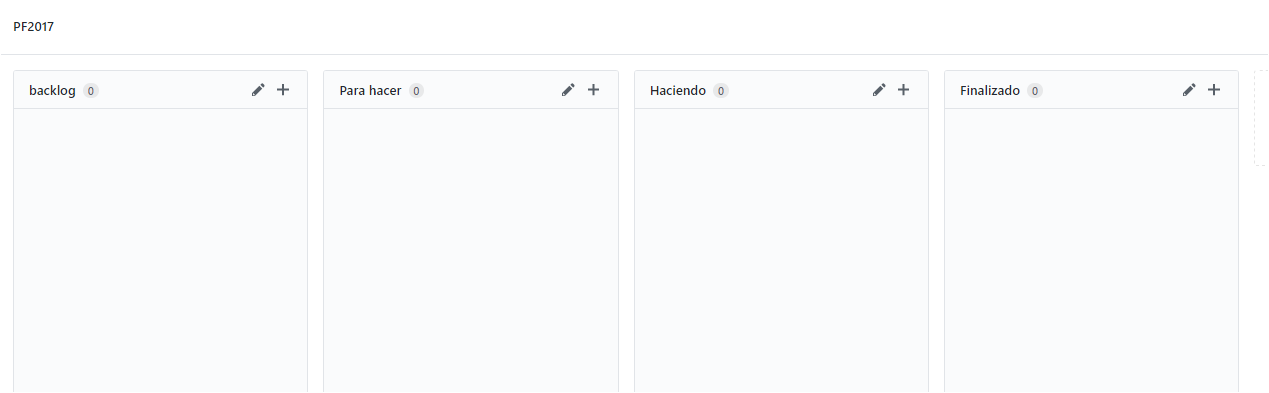 PF2017
backlog 0
Para hacer 0
Haciendo 0
Finalizado 0